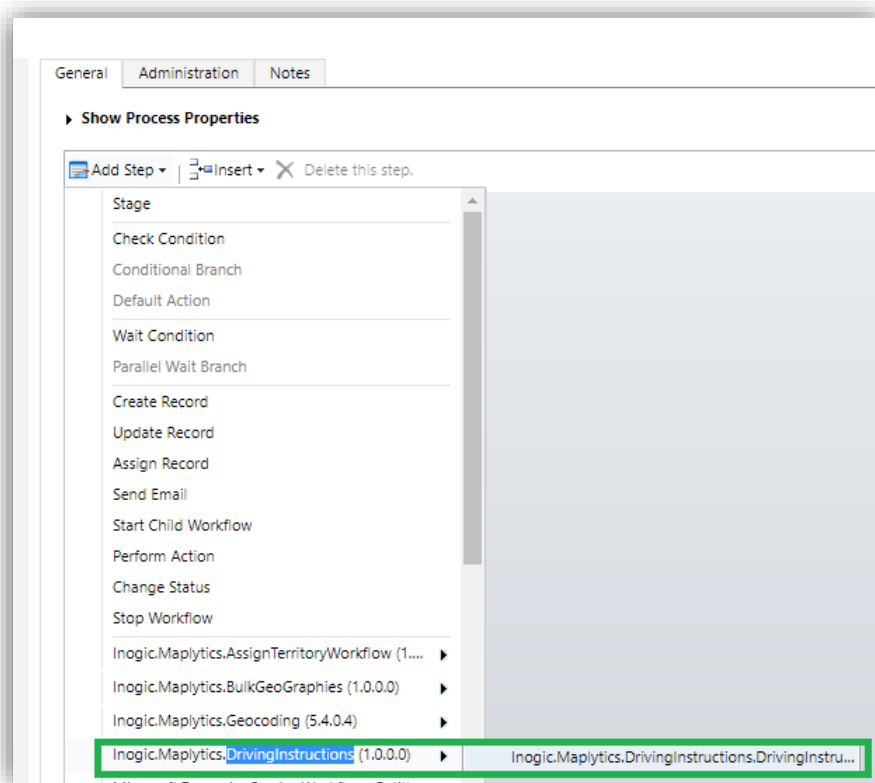 General Administration Notes
Show Process Properties
Add Step Insert Delete this step.
Stage
Check Condition
Conditional Branch
Default Action
Wait Condition
Parallel Wait Branch
Create Record
Update Record
Assign Record
Send Email
Start Child Workflow
Perform Action
Change Status
Stop Workflow
Inogic.Maplytics.AssignTerritoryWorkflow (1....
Inogic.Maplytics.BulkGeoGraphies (1.0.0.0)
Inogic.Maplytics.Geocoding (5.4.0.4)
Inogic.Maplytics.DrivingInstructions (1.0.0.0) Inogic.Maplytics.DrivingInstructions.DrivingInstru...